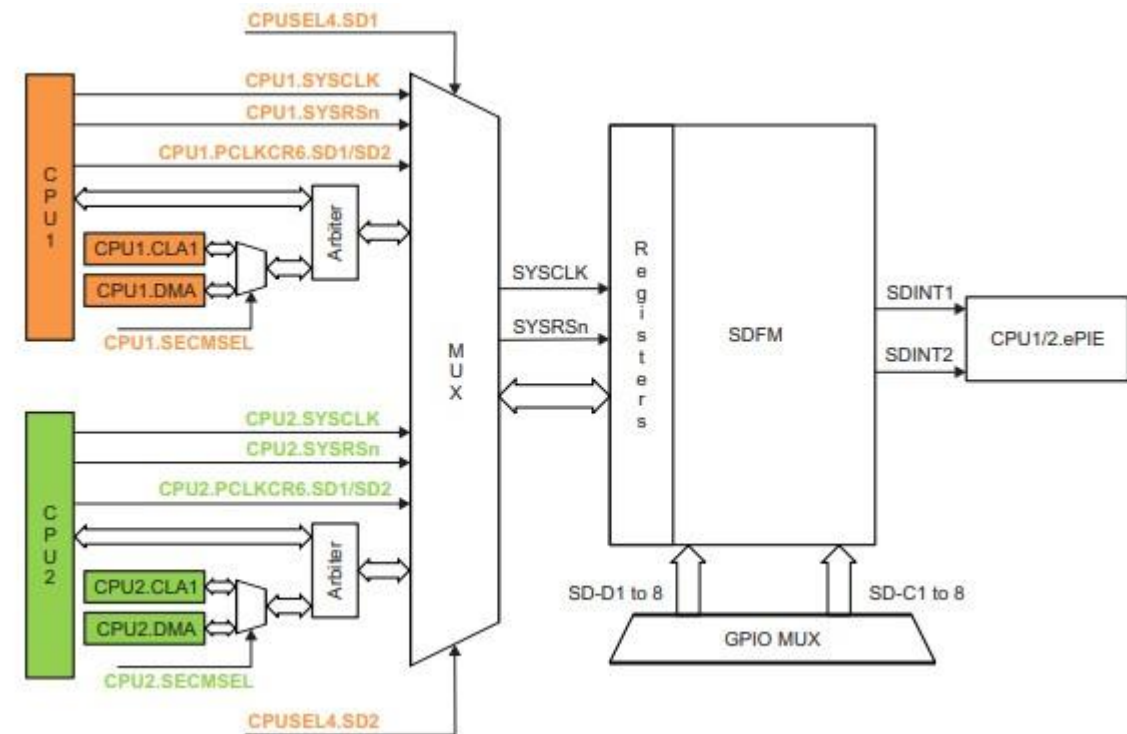 CPUSEL4.SD1
CPU1.SYSCLK
CPU1.SYSRSn
CPU1.PCLKCR6.SD1/SD2
CPU1
Arbiter
CPU1.CLA1
CPU1.DMA
CPU1.SECMSEL
MUX
SYSCLK
SYSRSn
Registers
SDFM
SDINT1
SDINT2
CPU1/2.ePIE
CPU2.SYSCLK
CPU2.SYSRSn
CPU2.PCLKCR6.SD1/SD2
CPU2
Arbiter
CPU2.CLA1
CPU2.DMA
CPU2.SECMSEL
CPUSEL4.SD2
SD-D1 to 8
SD-C1 to 8
GPIO MUX